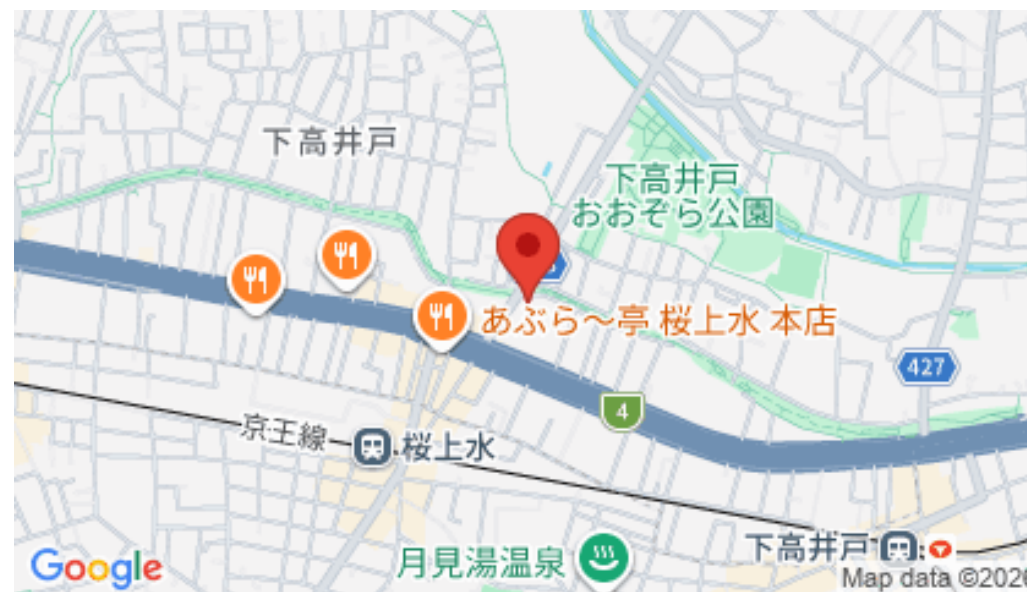 下高井戸
下高井戸
おおぞら公園
あぶら〜亭 桜上水 本店
427
4
京王線
桜上水
下高井戸
月見湯温泉
Google
Map data ©2026